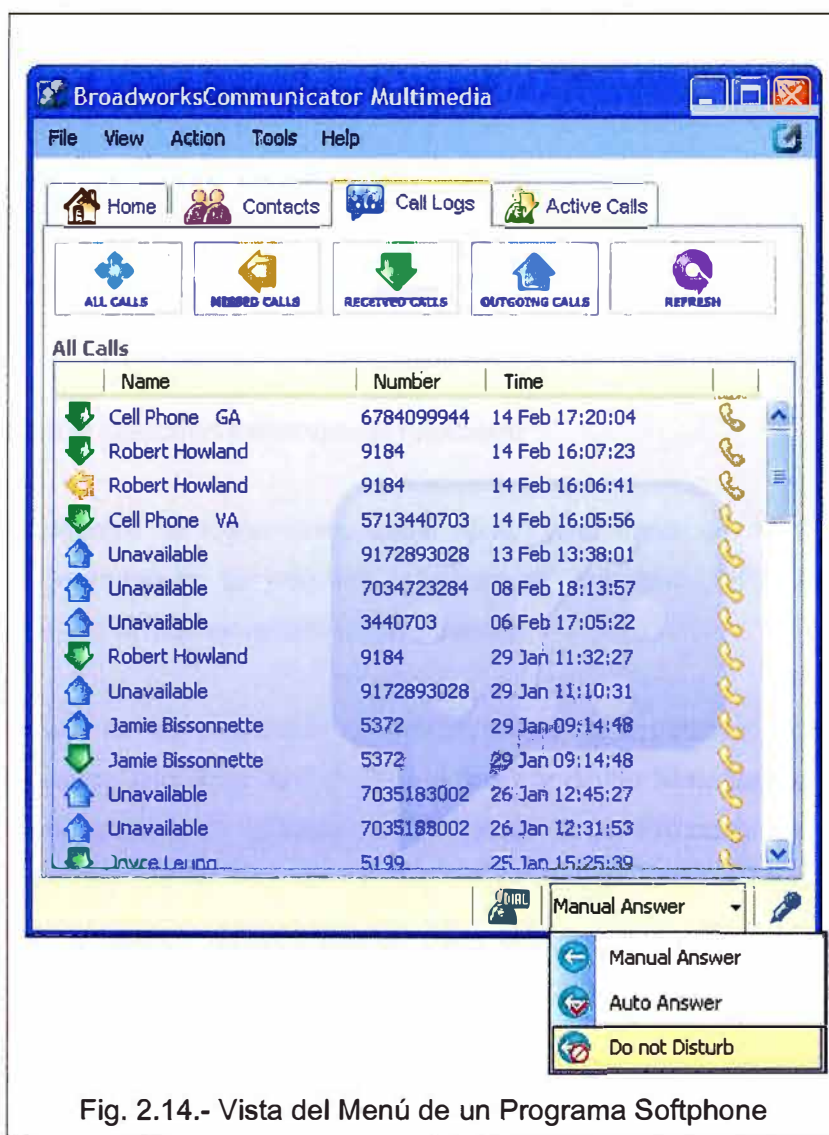 BroadworksCommunicator Multimedia
File View Action Tools Help
Home Contacts Call Logs Active Calls
ALL CALLS MISSED CALLS RECEIVED CALLS OUTGOING CALLS REFRESH
All Calls
Name Number Time
Cell Phone GA 6784099944 14 Feb 17:20:04
Robert Howland 9184 14 Feb 16:07:23
Robert Howland 9184 14 Feb 16:06:41
Cell Phone VA 5713440703 14 Feb 16:05:56
Unavailable 9172893028 13 Feb 13:38:01
Unavailable 7034723284 08 Feb 18:13:57
Unavailable 3440703 06 Feb 17:05:22
Robert Howland 9184 29 Jan 11:32:27
Unavailable 9172893028 29 Jan 11:10:31
Jamie Bissonnette 5372 29 Jan 09:14:48
Jamie Bissonnette 5372 29 Jan 09:14:48
Unavailable 7035183002 26 Jan 12:45:27
Unavailable 7035183002 26 Jan 12:31:53
Joyce Leung 5199 25 Jan 15:25:39
DIAL Manual Answer
Manual Answer
Auto Answer
Do not Disturb
Fig. 2.14.- Vista del Menú de un Programa Softphone